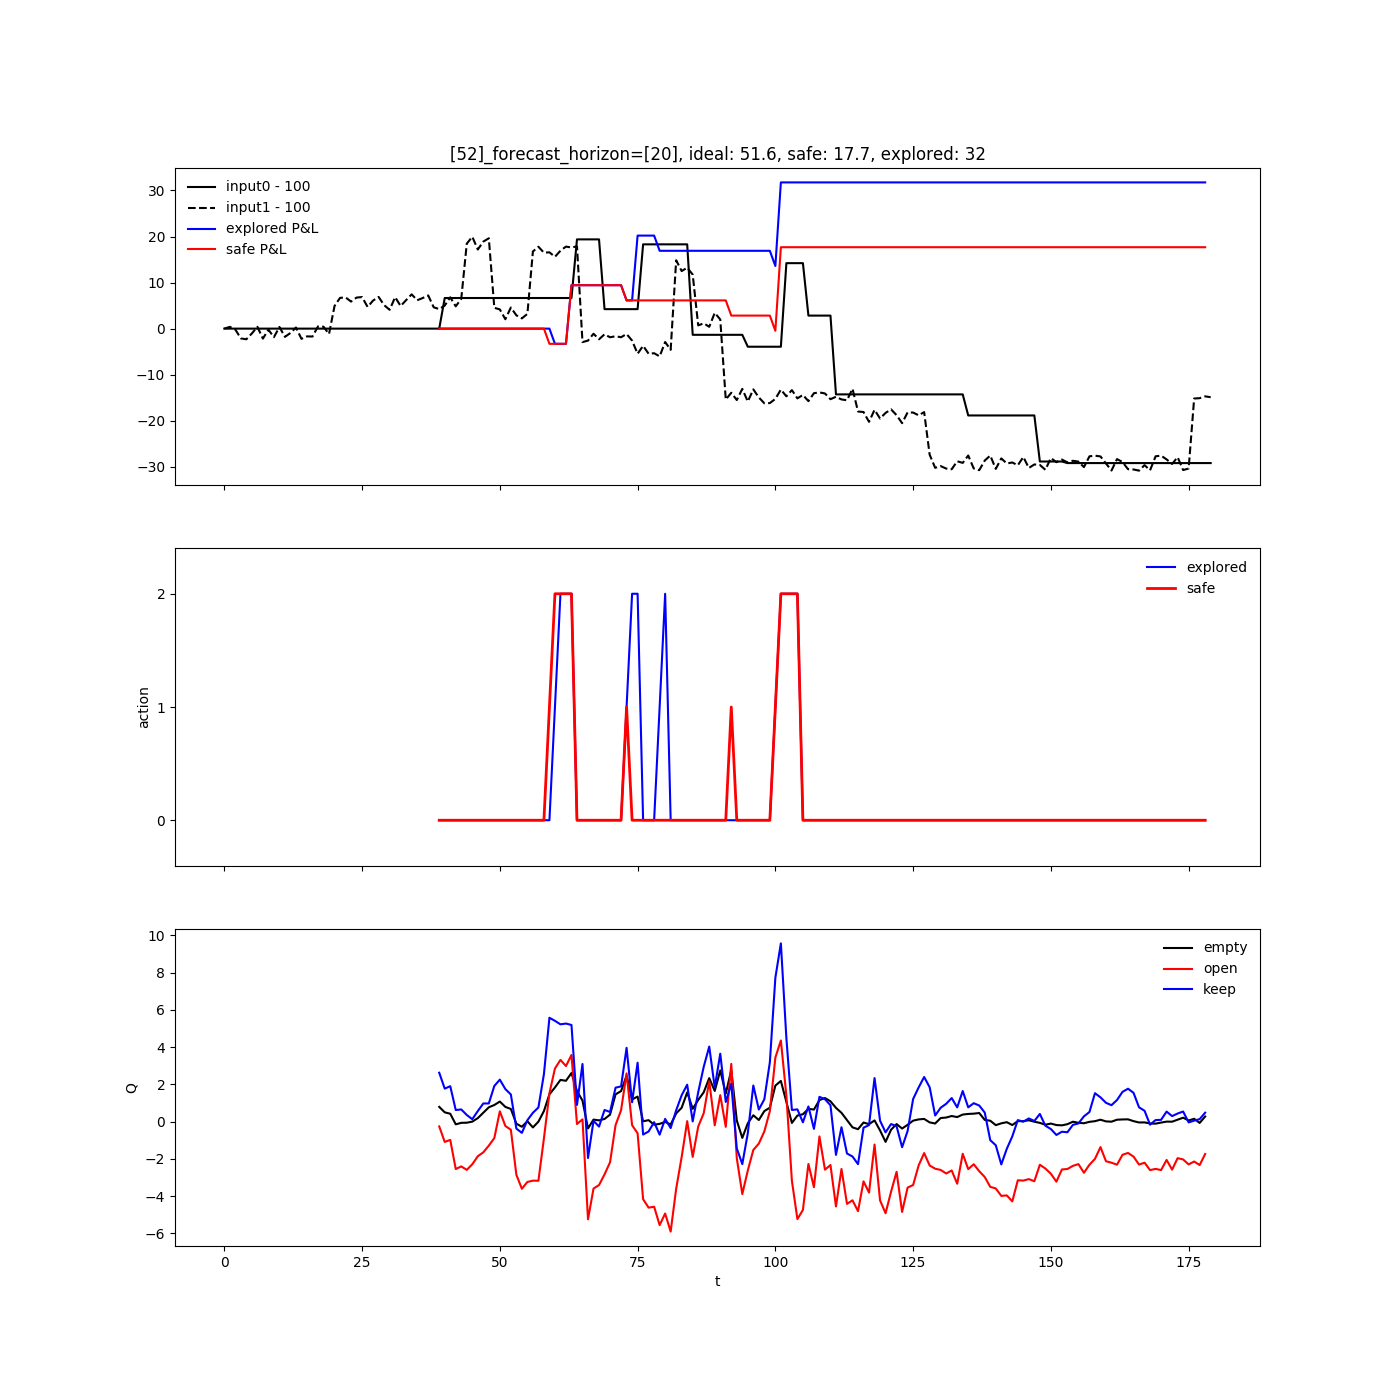 [52]_forecast_horizon=[20], ideal: 51.6, safe: 17.7, explored: 32
input0 - 100
input1 - 100
explored P&L
safe P&L
30
20
10
0
−10
−20
−30
explored
safe
2
1
0
action
empty
open
keep
10
8
6
4
2
0
−2
−4
−6
Q
0 25 50 75 100 125 150 175
t